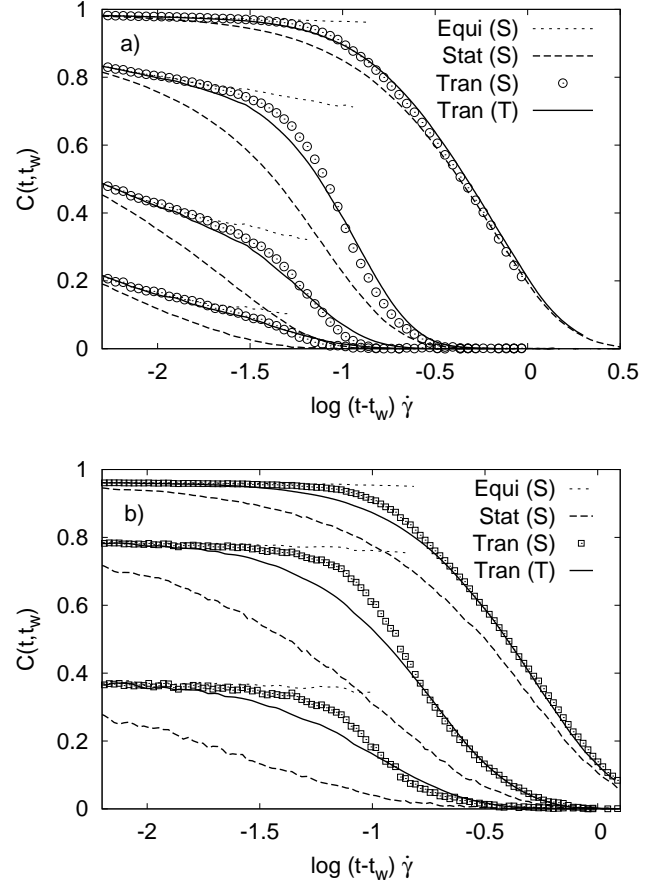 a)
Equi (S)
Stat (S)
Tran (S)
Tran (T)
1
0.8
0.6
0.4
0.2
0
C(t,t_w)
-2 -1.5 -1 -0.5 0 0.5
log (t-t_w) γ̇
b)
Equi (S)
Stat (S)
Tran (S)
Tran (T)
1
0.8
0.6
0.4
0.2
0
C(t,t_w)
-2 -1.5 -1 -0.5 0
log (t-t_w) γ̇